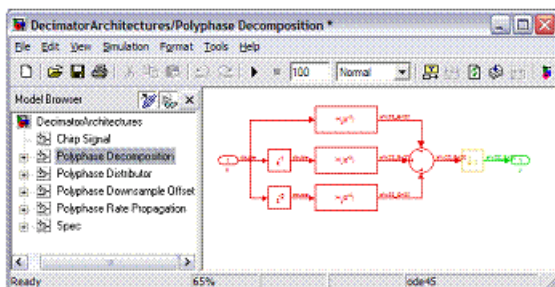 DecimatorArchitectures/Polyphase Decomposition *
File Edit View Simulation Format Tools Help
100 Normal
Model Browser
DecimatorArchitectures
Chirp Signal
Polyphase Decomposition
Polyphase Distributor
Polyphase Downsample Offset
Polyphase Rate Propagation
Spec
Ready 65% ode45